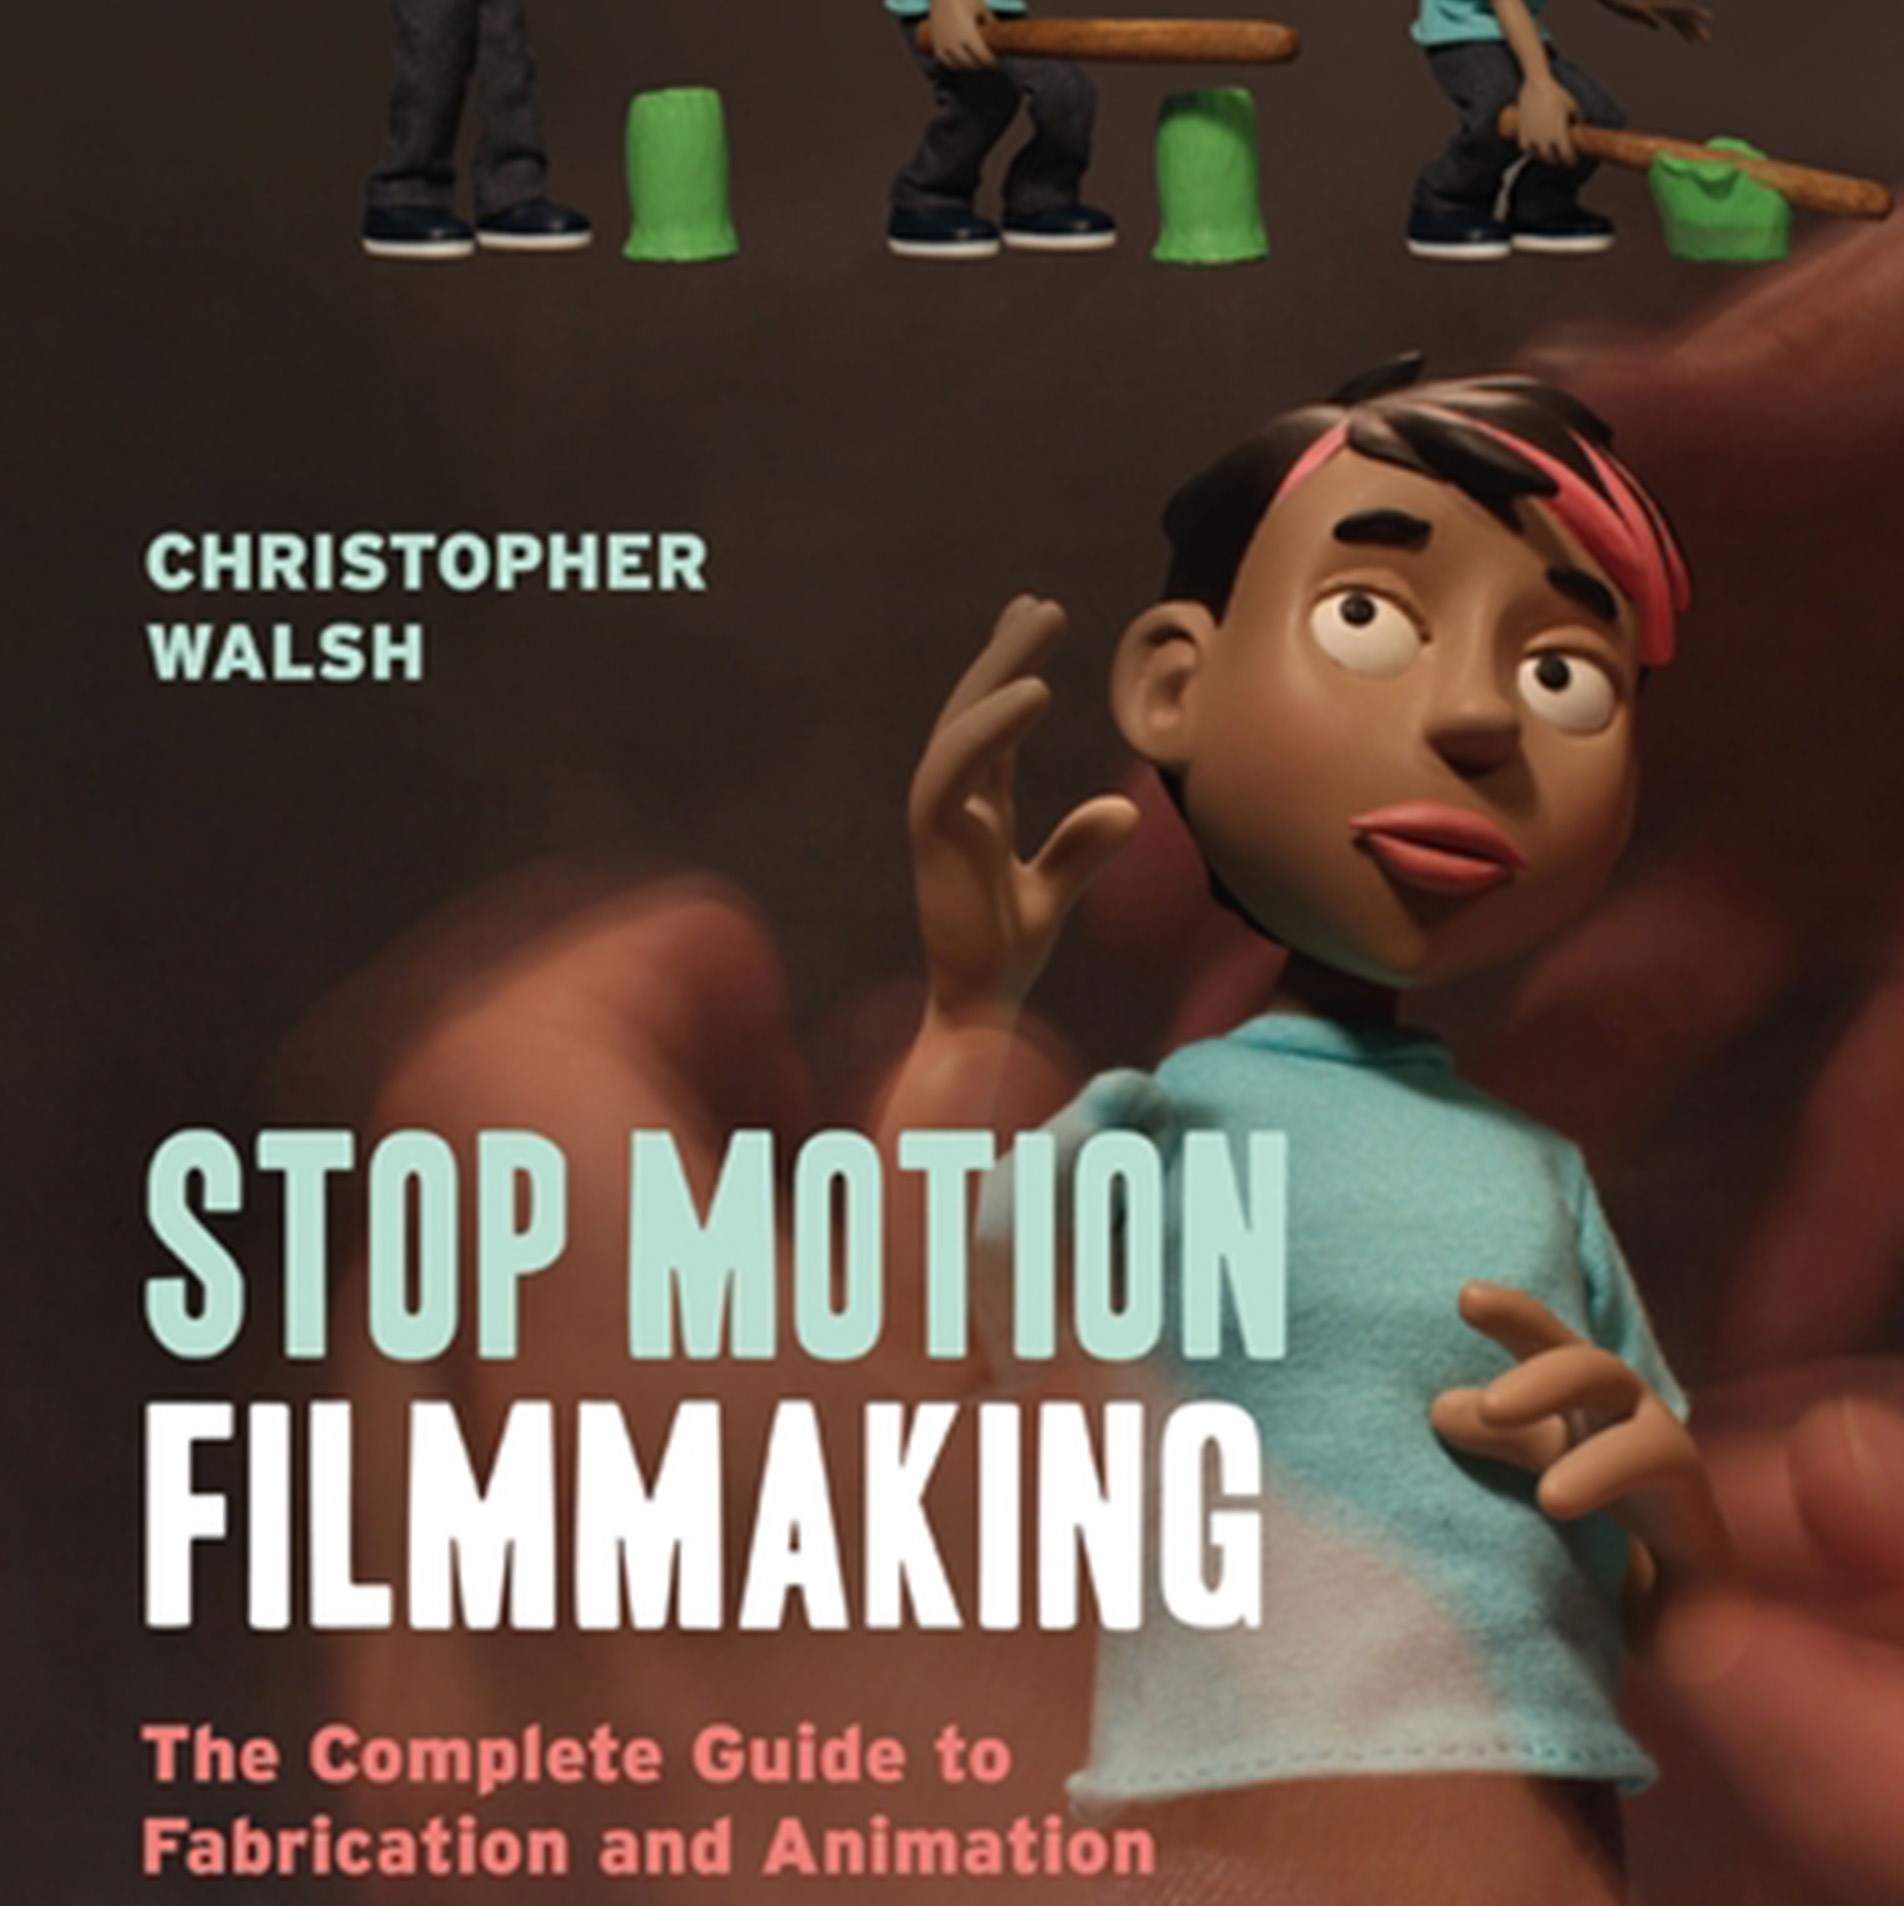 CHRISTOPHER
WALSH
STOP MOTION
FILMMAKING
The Complete Guide to
Fabrication and Animation